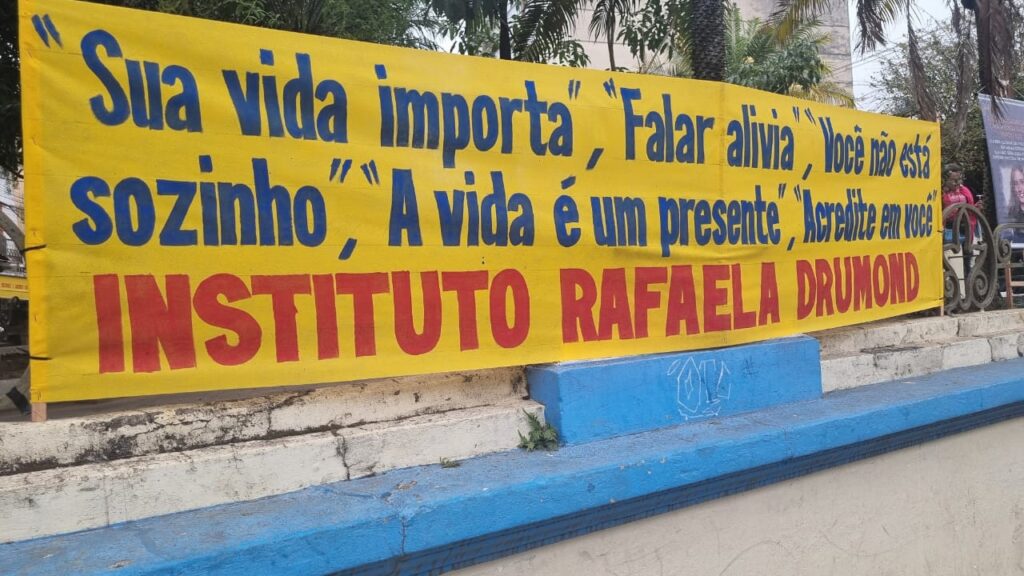 "Sua vida importa", "Falar alivia", "Você não está
sozinho", "A vida é um presente", "Acredite em você"
INSTITUTO RAFAELA DRUMOND